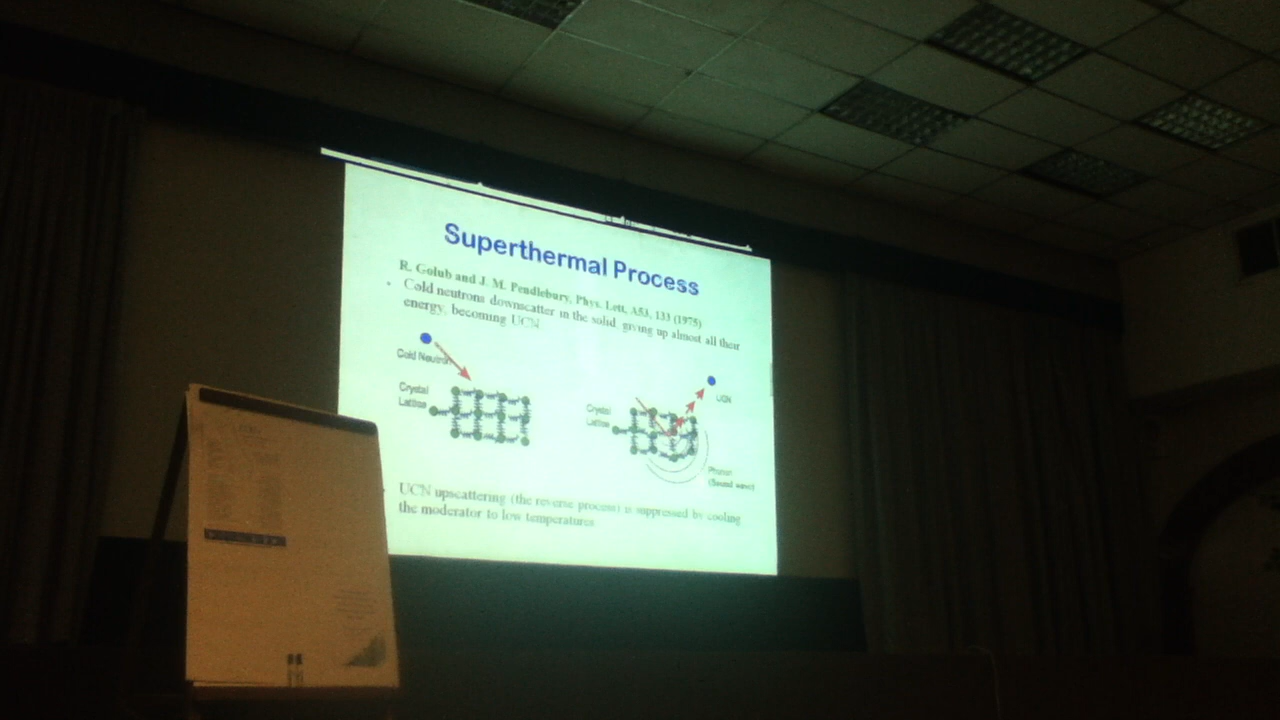 Superthermal Process
R. Golub and J. M. Pendlebury, Phys. Lett, A53, 133 (1975)
• Cold neutrons downscatter in the solid, giving up almost all their
energy, becoming UCN
Cold Neutron
Crystal
Lattice
Crystal
Lattice
UCN
Phonon
(Sound wave)
• UCN upscattering (the reverse process) is suppressed by cooling
the moderator to low temperatures